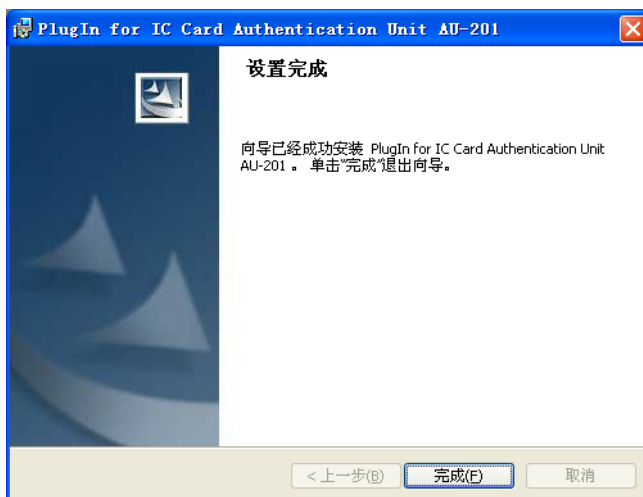 PlugIn for IC Card Authentication Unit AU-201
设置完成
向导已经成功安装 PlugIn for IC Card Authentication Unit
AU-201 。 单击“完成”退出向导。
<上一步(B) 完成(F) 取消